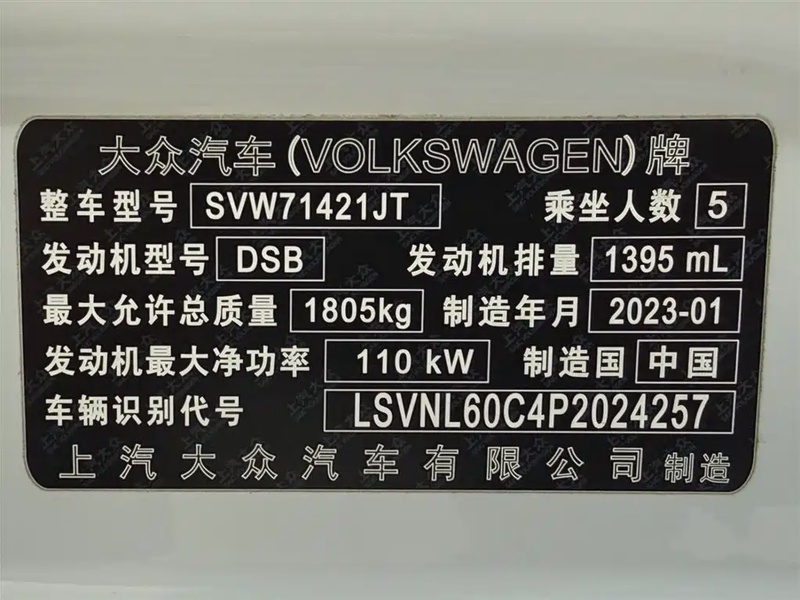 大众汽车(VOLKSWAGEN)牌
整车型号 SVW71421JT 乘坐人数 5
发动机型号 DSB 发动机排量 1395 mL
最大允许总质量 1805kg 制造年月 2023-01
发动机最大净功率 110 kW 制造国 中国
车辆识别代号 LSVNL60C4P2024257
上汽大众汽车有限公司 制造